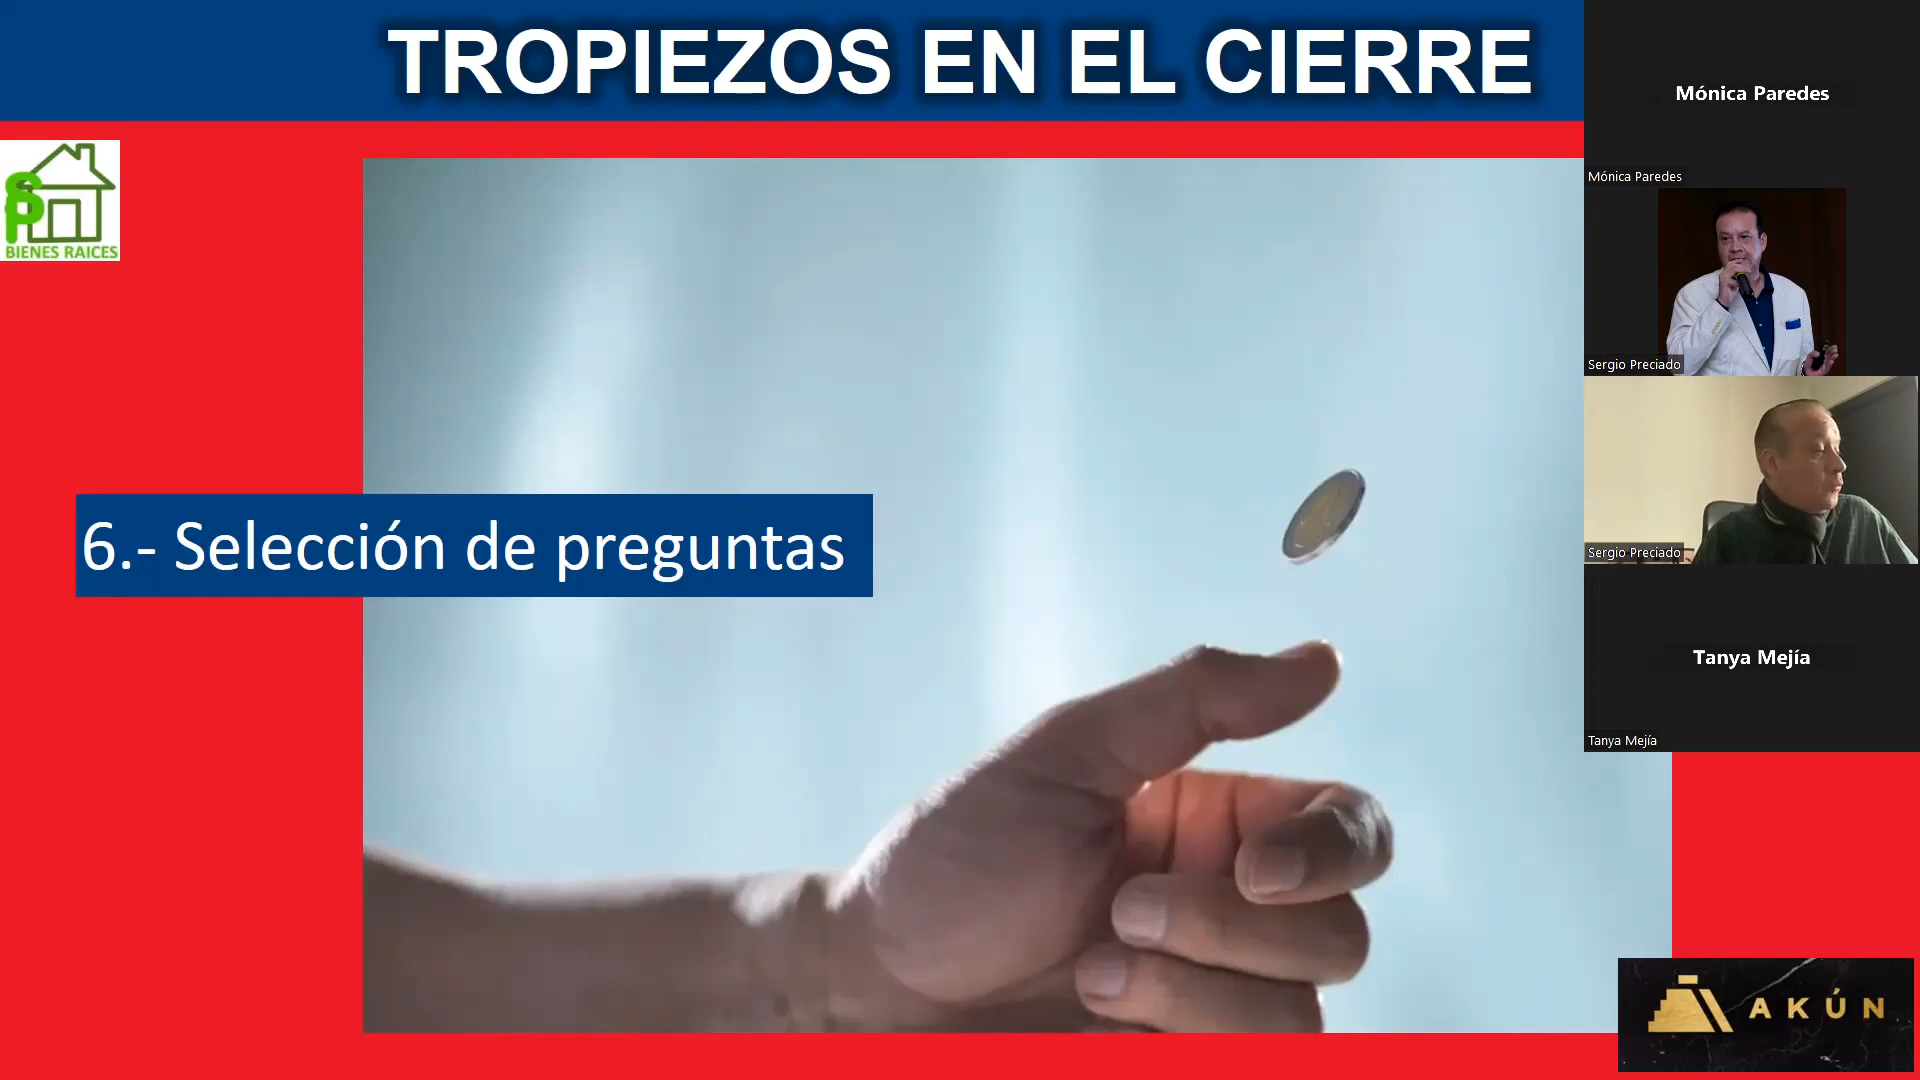 TROPIEZOS EN EL CIERRE
SP
BIENES RAICES
6.- Selección de preguntas
Mónica Paredes
Mónica Paredes
Sergio Preciado
Sergio Preciado
Tanya Mejía
Tanya Mejía
AKÚN